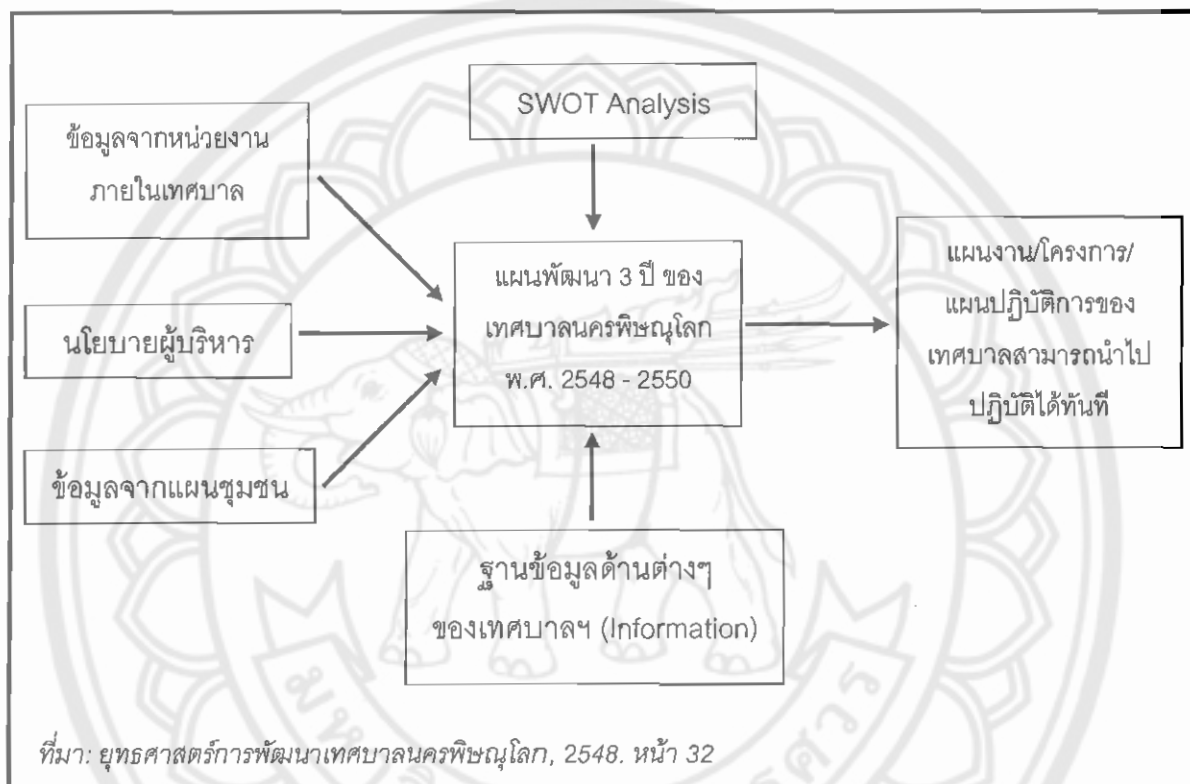 SWOT Analysis
ข้อมูลจากหน่วยงาน
ภายในเทศบาล
นโยบายผู้บริหาร
ข้อมูลจากแผนชุมชน
แผนพัฒนา 3 ปี ของ
เทศบาลนครพิษณุโลก
พ.ศ. 2548 - 2550
แผนงาน/โครงการ/
แผนปฏิบัติการของ
เทศบาลสามารถนำไป
ปฏิบัติได้ทันที
ฐานข้อมูลด้านต่างๆ
ของเทศบาลฯ (Information)
ที่มา: ยุทธศาสตร์การพัฒนาเทศบาลนครพิษณุโลก, 2548. หน้า 32